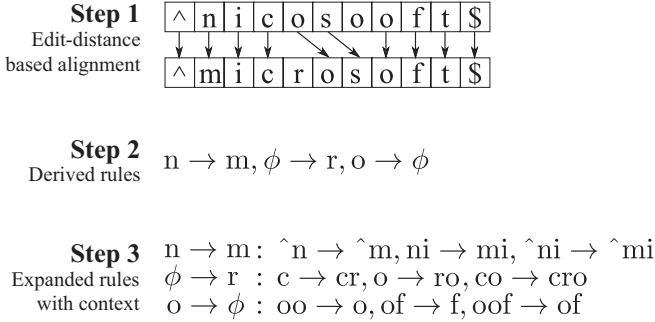 Step 1
Edit-distance
based alignment
^ n i c o s o o f t $
^ m i c r o s o f t $
Step 2
Derived rules
n → m, ϕ → r, o → ϕ
Step 3
Expanded rules
with context
n → m : ^n → ^m, ni → mi, ^ni → ^mi
ϕ → r : c → cr, o → ro, co → cro
o → ϕ : oo → o, of → f, oof → of